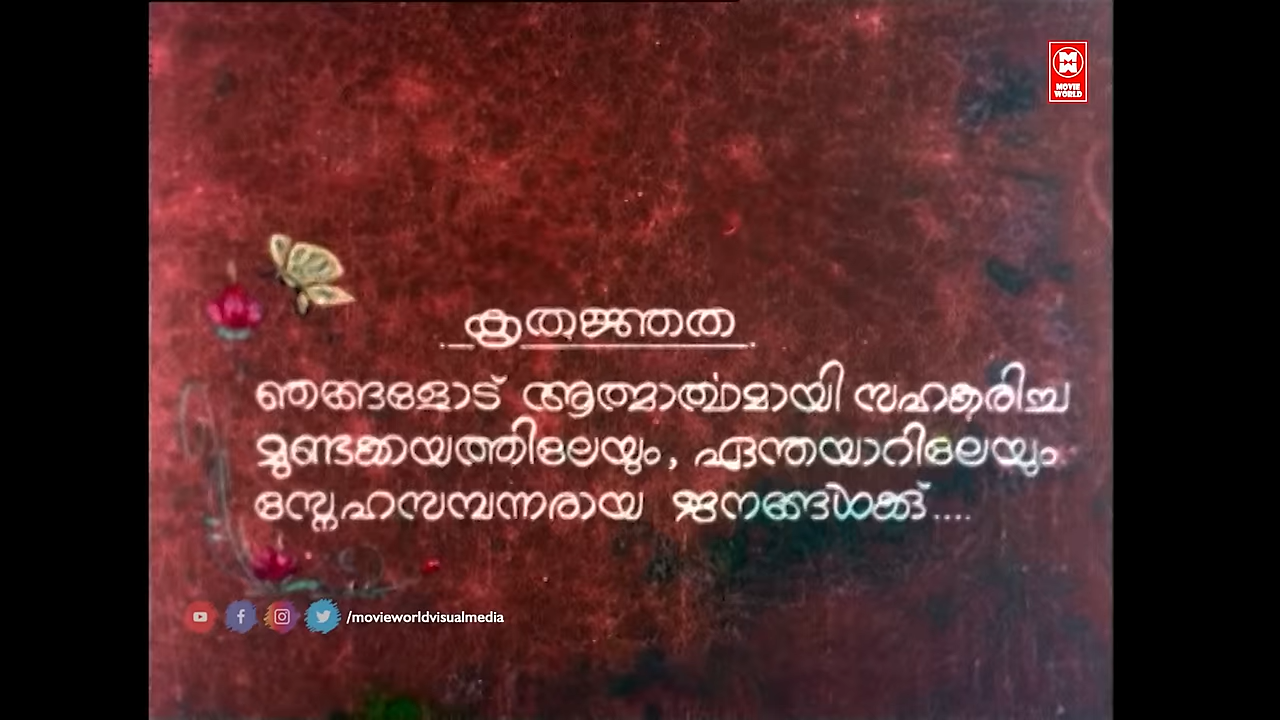 MOVIE
WORLD
കൃതജ്ഞത
ഞങ്ങളോട് ആത്മാർത്ഥമായി സഹകരിച്ച
മുണ്ടക്കയത്തിലേയും, ഏന്തയാറിലേയും
സ്നേഹസമ്പന്നരായ ജനങ്ങൾക്ക്....
/movieworldvisualmedia